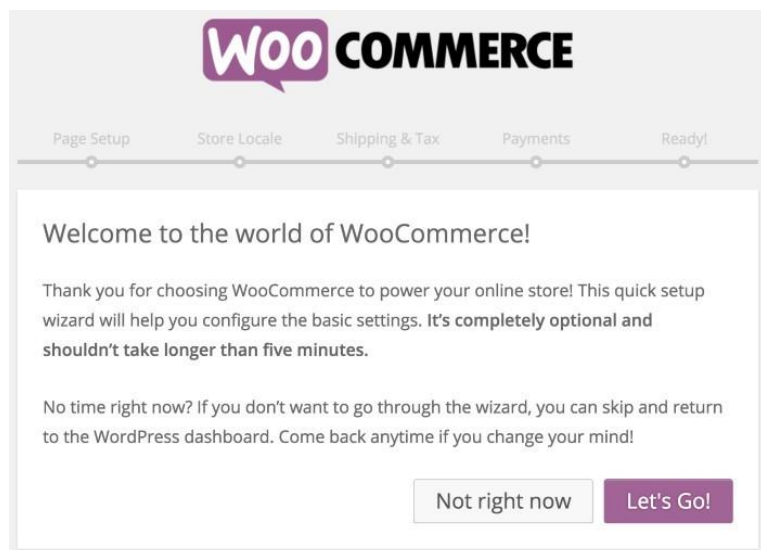 WOO COMMERCE
Page Setup Store Locale Shipping & Tax Payments Ready!
Welcome to the world of WooCommerce!
Thank you for choosing WooCommerce to power your online store! This quick setup
wizard will help you configure the basic settings. It’s completely optional and
shouldn’t take longer than five minutes.
No time right now? If you don’t want to go through the wizard, you can skip and return
to the WordPress dashboard. Come back anytime if you change your mind!
Not right now Let's Go!